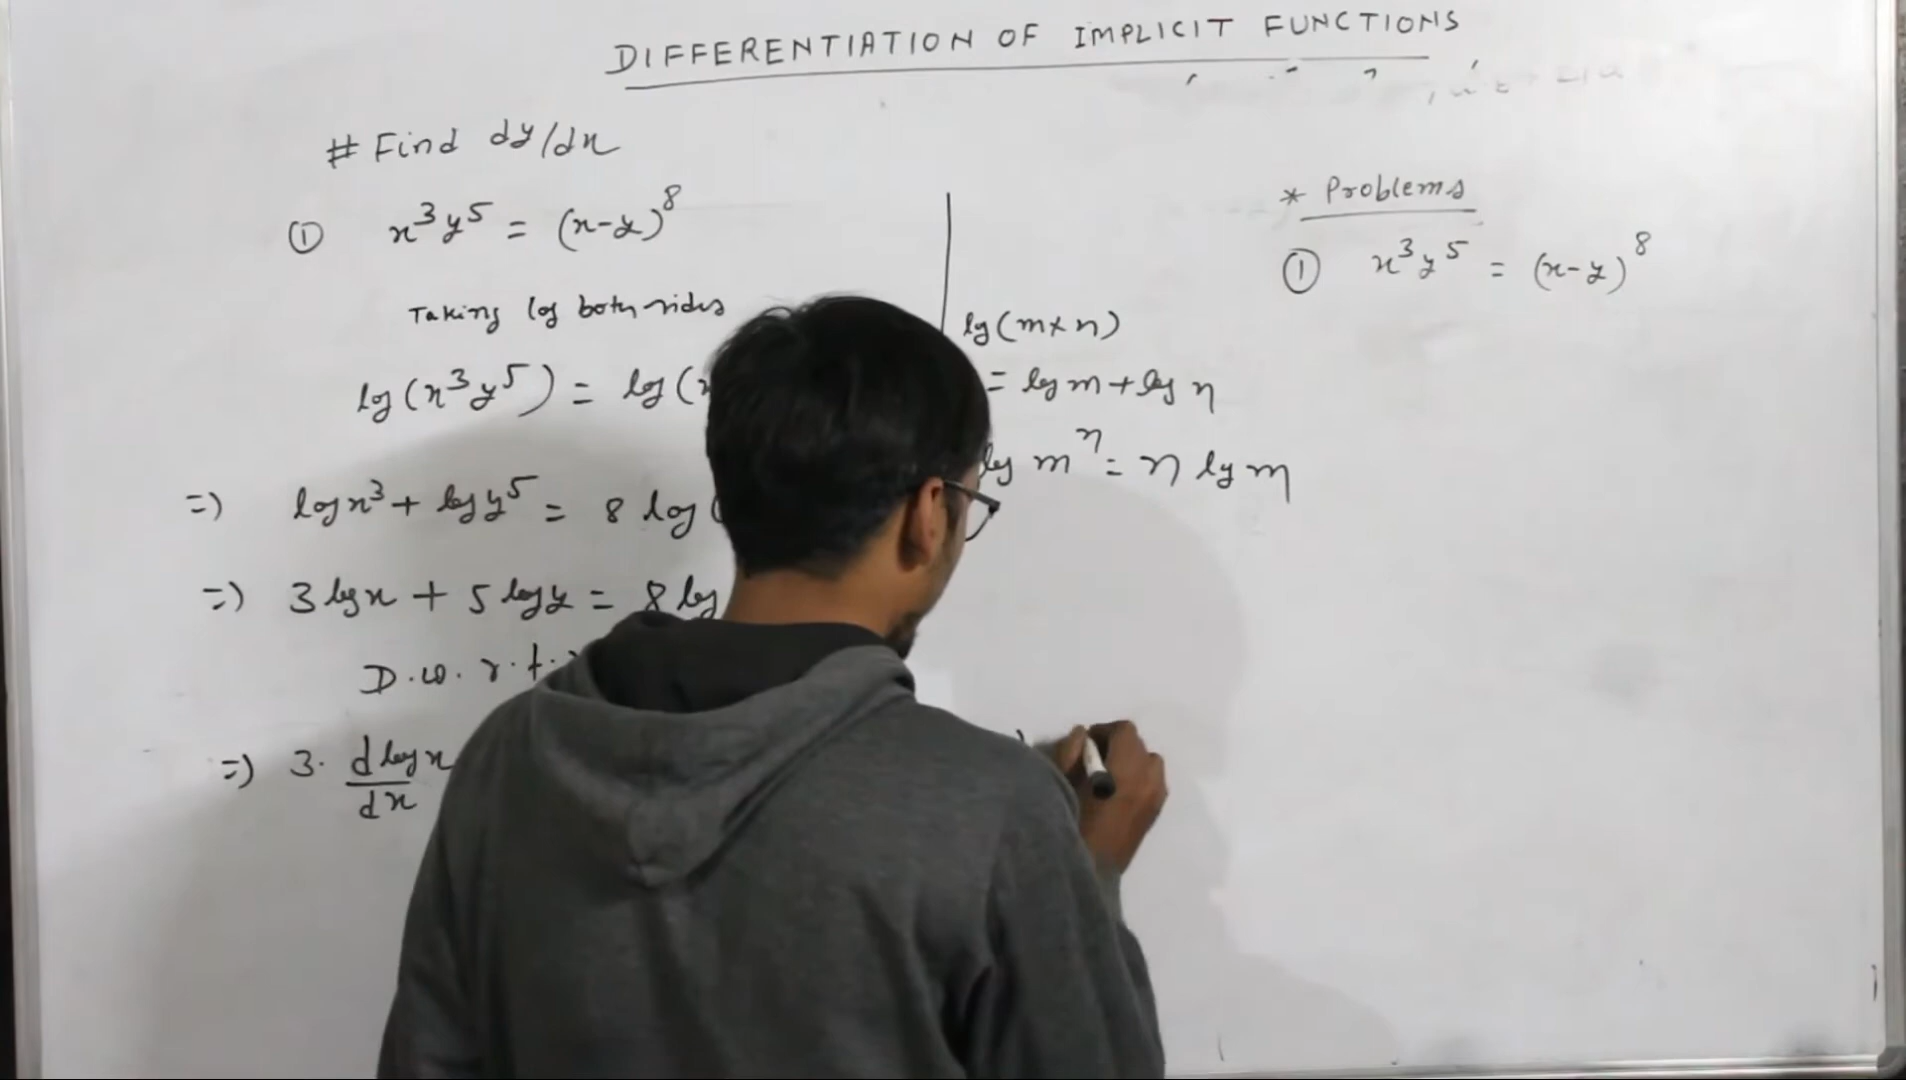 DIFFERENTIATION OF IMPLICIT FUNCTIONS
# Find dy/dx
① x³y⁵ = (x-y)⁸
Taking log both sides
log(x³y⁵) = log(
=) log x³ + log y⁵ = 8 log(
=) 3 log x + 5 log y = 8 log
D.w.r.t.
=) 3. d log x / dx
log(m×n)
= log m + log n
log mⁿ = n log m
* Problems
① x³y⁵ = (x-y)⁸